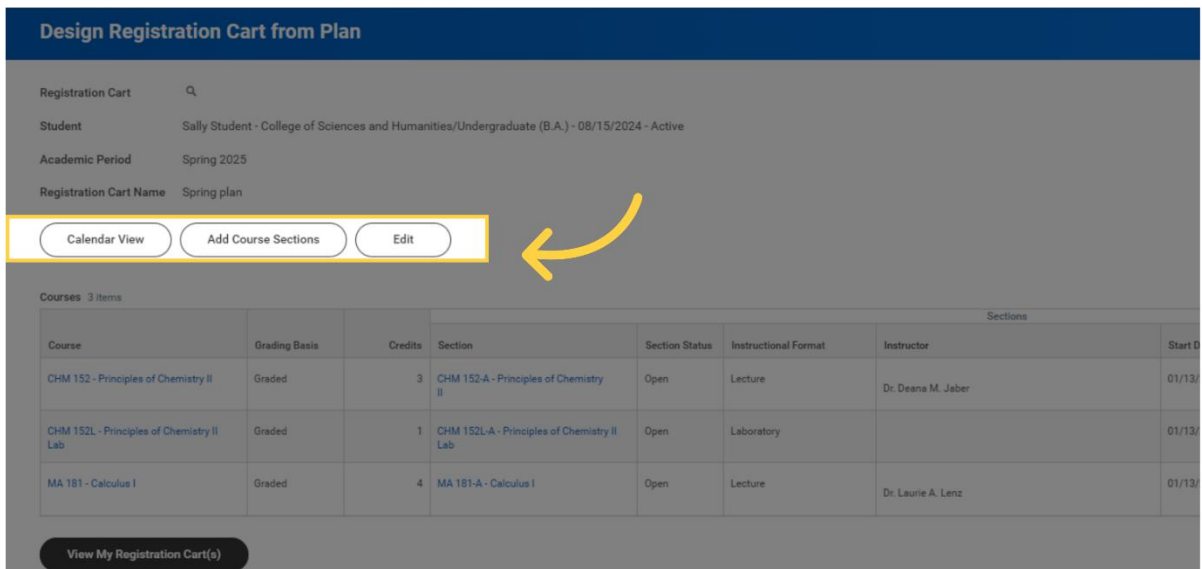 Design Registration Cart from Plan
Registration Cart
Student Sally Student - College of Sciences and Humanities/Undergraduate (B.A.) - 08/15/2024 - Active
Academic Period Spring 2025
Registration Cart Name Spring plan
Calendar View Add Course Sections Edit
Courses 3 items
Sections
Course Grading Basis Credits Section Section Status Instructional Format Instructor Start D
CHM 152 - Principles of Chemistry II Graded 3 CHM 152-A - Principles of Chemistry Open Lecture Dr. Deana M. Jaber 01/13/
II
CHM 152L - Principles of Chemistry II Graded 1 CHM 152L-A - Principles of Chemistry II Open Laboratory 01/13/
Lab Lab
MA 181 - Calculus I Graded 4 MA 181-A - Calculus I Open Lecture Dr. Laurie A. Lenz 01/13/
View My Registration Cart(s)